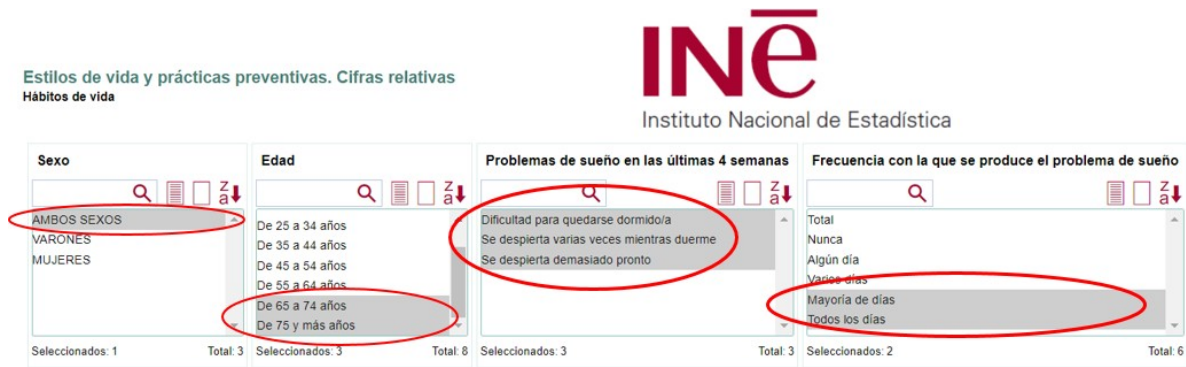 INē
Instituto Nacional de Estadística
Estilos de vida y prácticas preventivas. Cifras relativas
Hábitos de vida
Sexo
AMBOS SEXOS
VARONES
MUJERES
Seleccionados: 1 Total: 3
Edad
De 25 a 34 años
De 35 a 44 años
De 45 a 54 años
De 55 a 64 años
De 65 a 74 años
De 75 y más años
Seleccionados: 3 Total: 8
Problemas de sueño en las últimas 4 semanas
Dificultad para quedarse dormido/a
Se despierta varias veces mientras duerme
Se despierta demasiado pronto
Seleccionados: 3 Total: 3
Frecuencia con la que se produce el problema de sueño
Total
Nunca
Algún día
Varios días
Mayoría de días
Todos los días
Seleccionados: 2 Total: 6